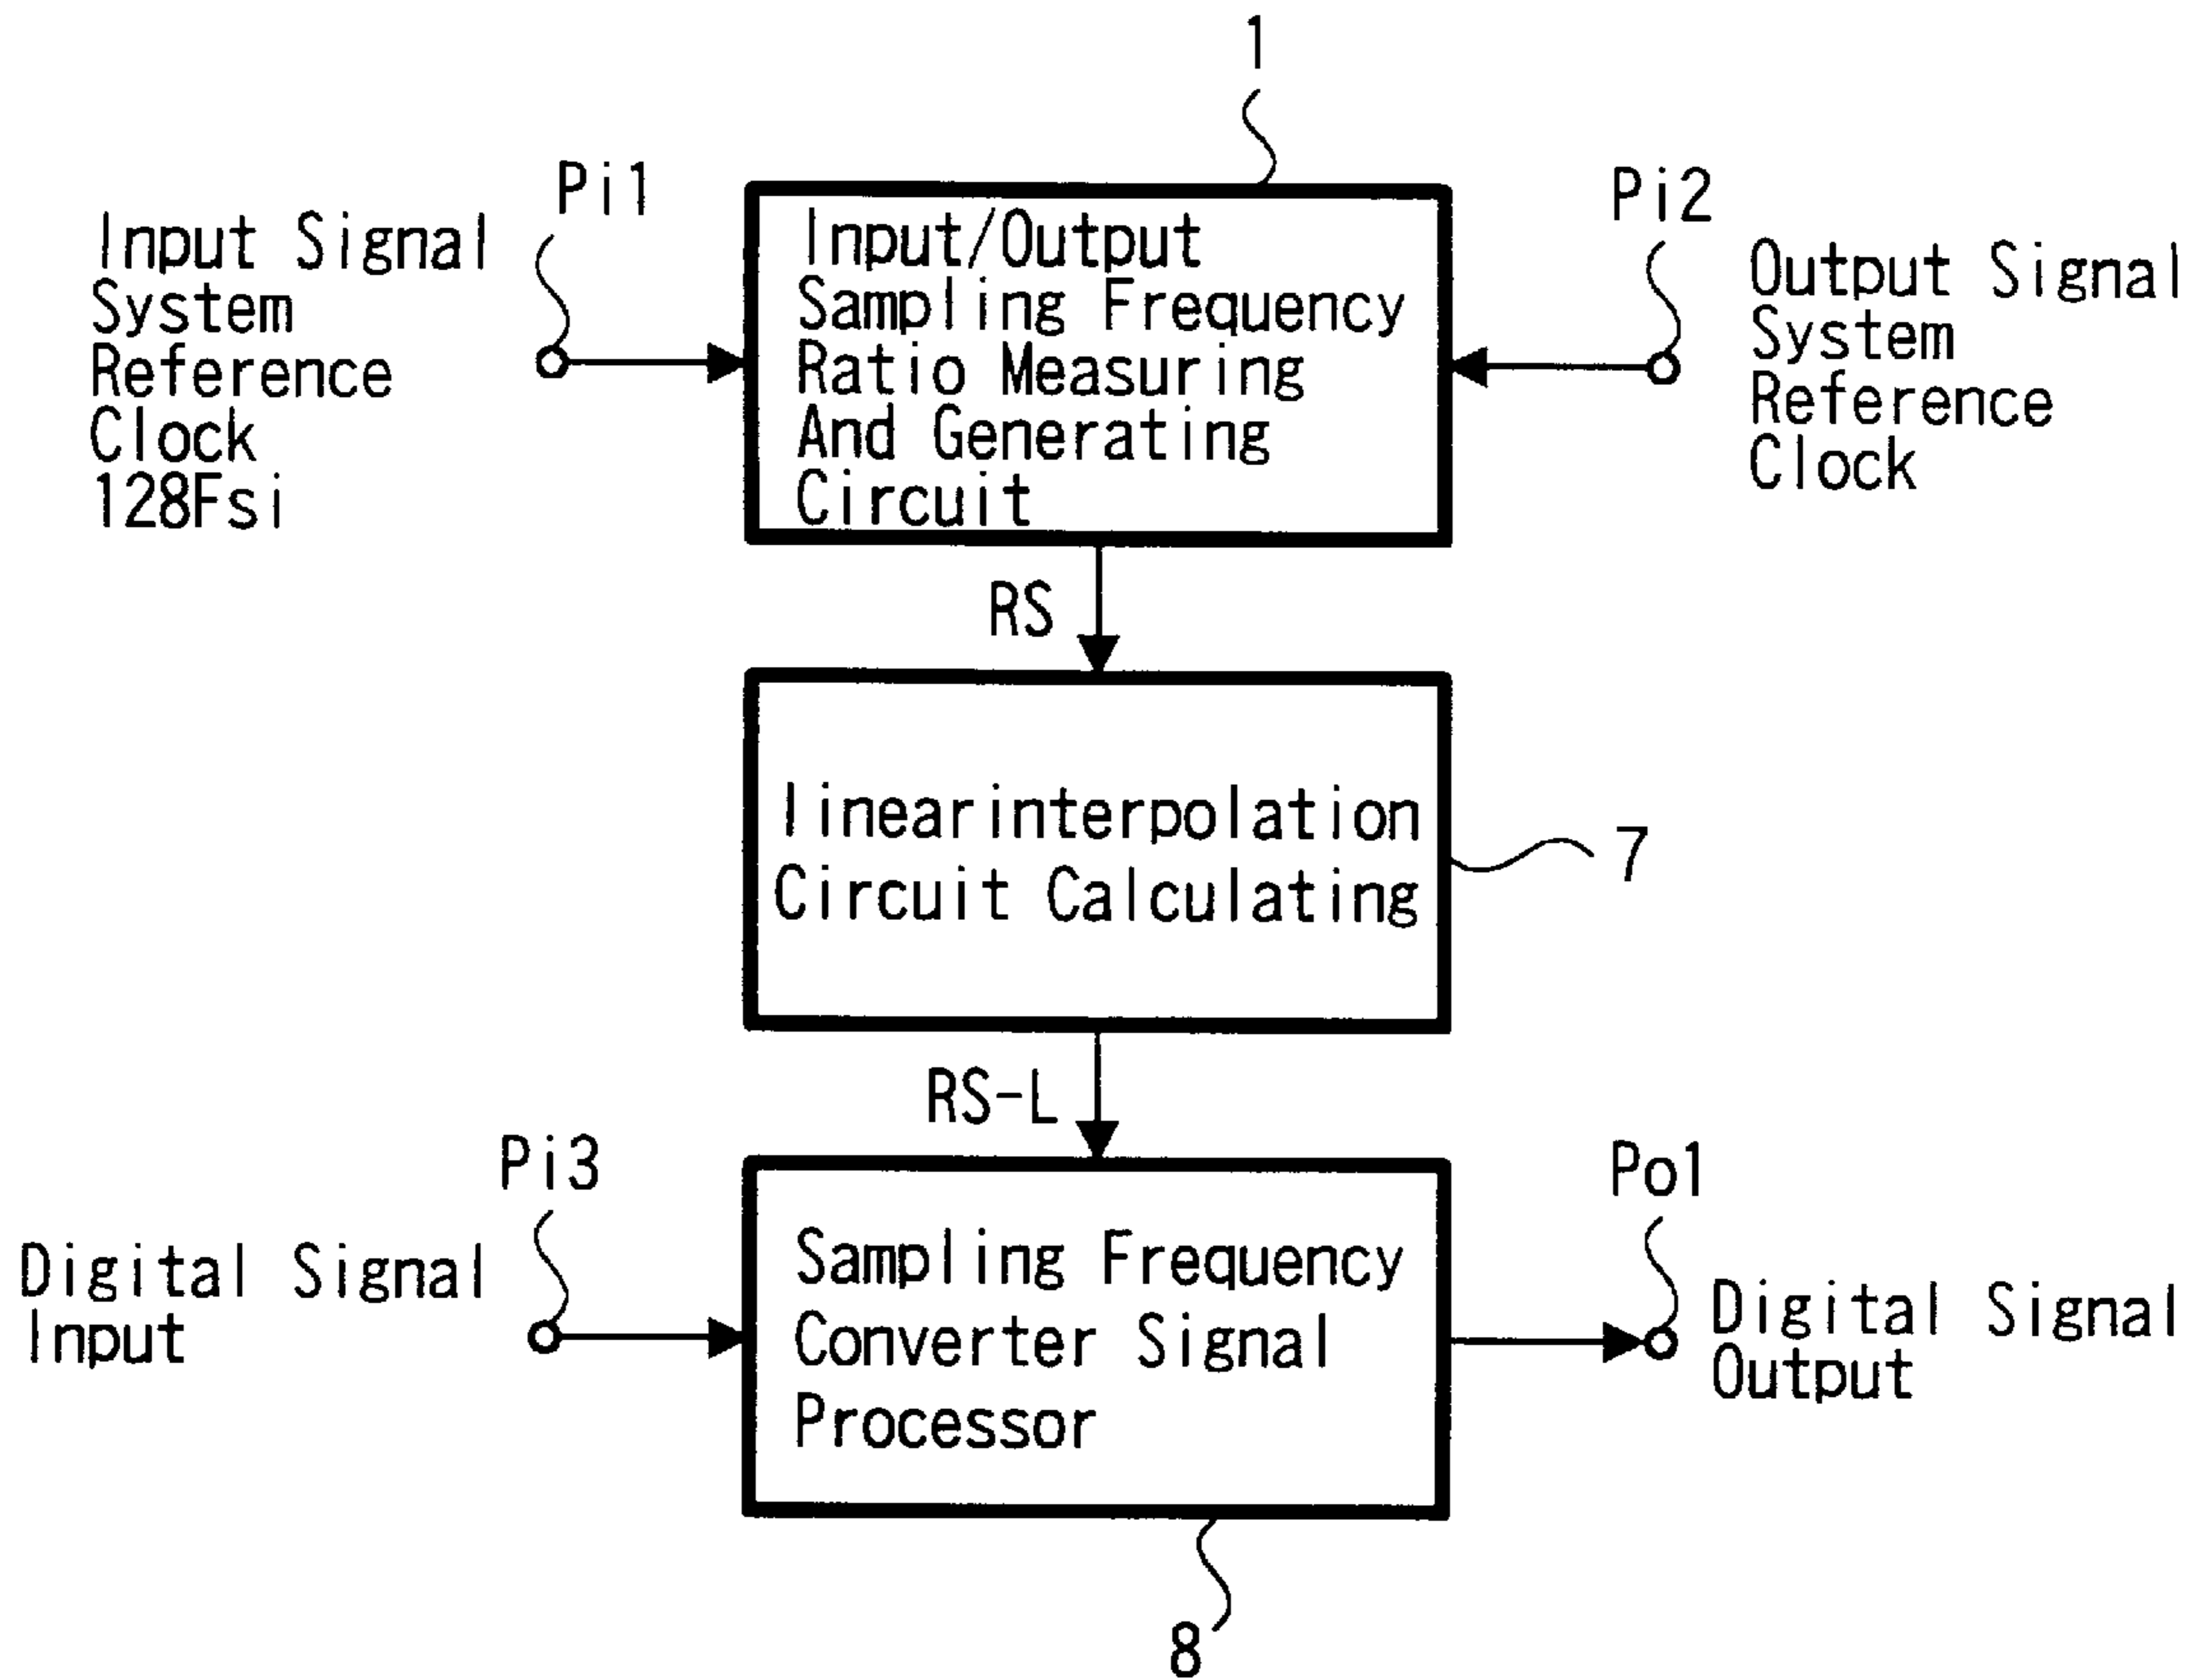 1
Pi1
Input Signal
System
Reference
Clock
128Fsi
Input/Output
Sampling Frequency
Ratio Measuring
And Generating
Circuit
Pi2
Output Signal
System
Reference
Clock
RS
linearinterpolation
Circuit Calculating
7
RS-L
Pi3
Digital Signal
Input
Sampling Frequency
Converter Signal
Processor
Po1
Digital Signal
Output
8